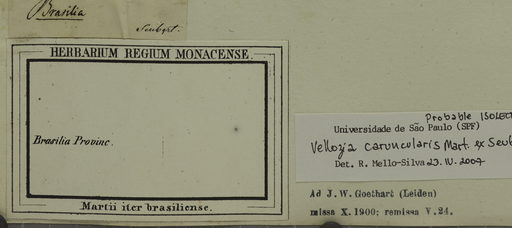 Brasilia
Seubert.
HERBARIUM REGIUM MONACENSE.
Brasilia Provinc.
Martii iter brasiliense.
Probable ISOLECT
Universidade de São Paulo (SPF)
Vellozia caruncularis Mart. ex Seub
Det. R. Mello-Silva 23. IV. 2007
Ad J. W. Goethart (Leiden)
missa X. 1900; remissa V. 24.